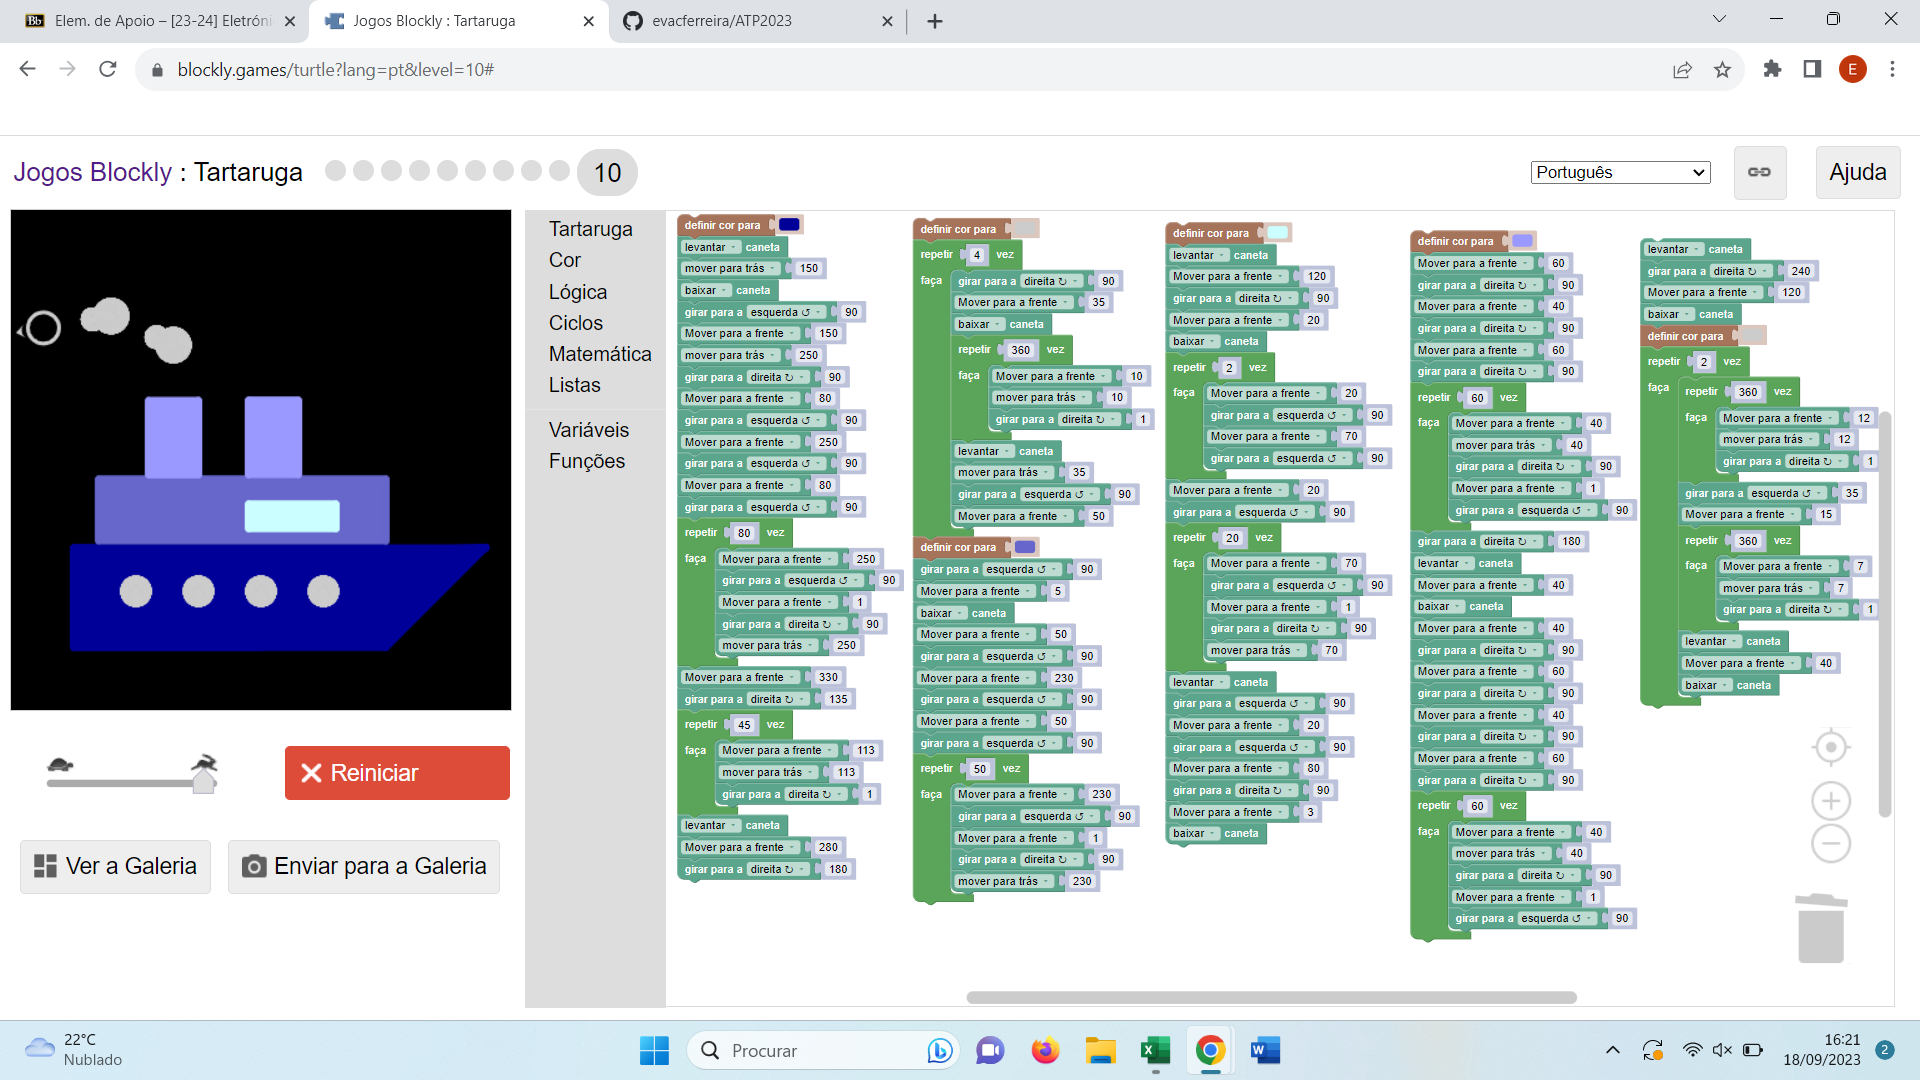 Elem. de Apoio – [23-24] Eletróni
Jogos Blockly : Tartaruga
evacferreira/ATP2023
blockly.games/turtle?lang=pt&level=10#
E
Jogos Blockly : Tartaruga
10
Português
Ajuda
Reiniciar
Ver a Galeria
Enviar para a Galeria
Tartaruga
Cor
Lógica
Ciclos
Matemática
Listas
Variáveis
Funções
definir cor para
levantar caneta
mover para trás 150
baixar caneta
girar para a esquerda ↺ 90
Mover para a frente 150
mover para trás 250
girar para a direita ↻ 90
Mover para a frente 80
girar para a esquerda ↺ 90
Mover para a frente 250
girar para a esquerda ↺ 90
Mover para a frente 80
girar para a esquerda ↺ 90
repetir 80 vez
faça Mover para a frente 250
girar para a esquerda ↺ 90
Mover para a frente 1
girar para a direita ↻ 90
mover para trás 250
Mover para a frente 330
girar para a direita ↻ 135
repetir 45 vez
faça Mover para a frente 113
mover para trás 113
girar para a direita ↻ 1
levantar caneta
Mover para a frente 280
girar para a direita ↻ 180
definir cor para
repetir 4 vez
faça girar para a direita ↻ 90
Mover para a frente 35
baixar caneta
repetir 360 vez
faça Mover para a frente 10
mover para trás 10
girar para a direita ↻ 1
levantar caneta
mover para trás 35
girar para a esquerda ↺ 90
Mover para a frente 50
definir cor para
girar para a esquerda ↺ 90
Mover para a frente 5
baixar caneta
Mover para a frente 50
girar para a esquerda ↺ 90
Mover para a frente 230
girar para a esquerda ↺ 90
Mover para a frente 50
girar para a esquerda ↺ 90
repetir 50 vez
faça Mover para a frente 230
girar para a esquerda ↺ 90
Mover para a frente 1
girar para a direita ↻ 90
mover para trás 230
definir cor para
levantar caneta
Mover para a frente 120
girar para a direita ↻ 90
Mover para a frente 20
baixar caneta
repetir 2 vez
faça Mover para a frente 20
girar para a esquerda ↺ 90
Mover para a frente 70
girar para a esquerda ↺ 90
Mover para a frente 20
girar para a esquerda ↺ 90
repetir 20 vez
faça Mover para a frente 70
girar para a esquerda ↺ 90
Mover para a frente 1
girar para a direita ↻ 90
mover para trás 70
levantar caneta
girar para a esquerda ↺ 90
Mover para a frente 20
girar para a esquerda ↺ 90
Mover para a frente 80
girar para a direita ↻ 90
Mover para a frente 3
baixar caneta
definir cor para
Mover para a frente 60
girar para a direita ↻ 90
Mover para a frente 40
girar para a direita ↻ 90
Mover para a frente 60
girar para a direita ↻ 90
repetir 60 vez
faça Mover para a frente 40
mover para trás 40
girar para a direita ↻ 90
Mover para a frente 1
girar para a esquerda ↺ 90
girar para a direita ↻ 180
levantar caneta
Mover para a frente 40
baixar caneta
Mover para a frente 40
girar para a direita ↻ 90
Mover para a frente 60
girar para a direita ↻ 90
Mover para a frente 40
girar para a direita ↻ 90
Mover para a frente 60
girar para a direita ↻ 90
repetir 60 vez
faça Mover para a frente 40
mover para trás 40
girar para a direita ↻ 90
Mover para a frente 1
girar para a esquerda ↺ 90
levantar caneta
girar para a direita ↻ 240
Mover para a frente 120
baixar caneta
definir cor para
repetir 2 vez
faça repetir 360 vez
faça Mover para a frente 12
mover para trás 12
girar para a direita ↻ 1
girar para a esquerda ↺ 35
Mover para a frente 15
repetir 360 vez
faça Mover para a frente 7
mover para trás 7
girar para a direita ↻ 1
levantar caneta
Mover para a frente 40
baixar caneta
22°C
Nublado
Procurar
16:21
18/09/2023
2